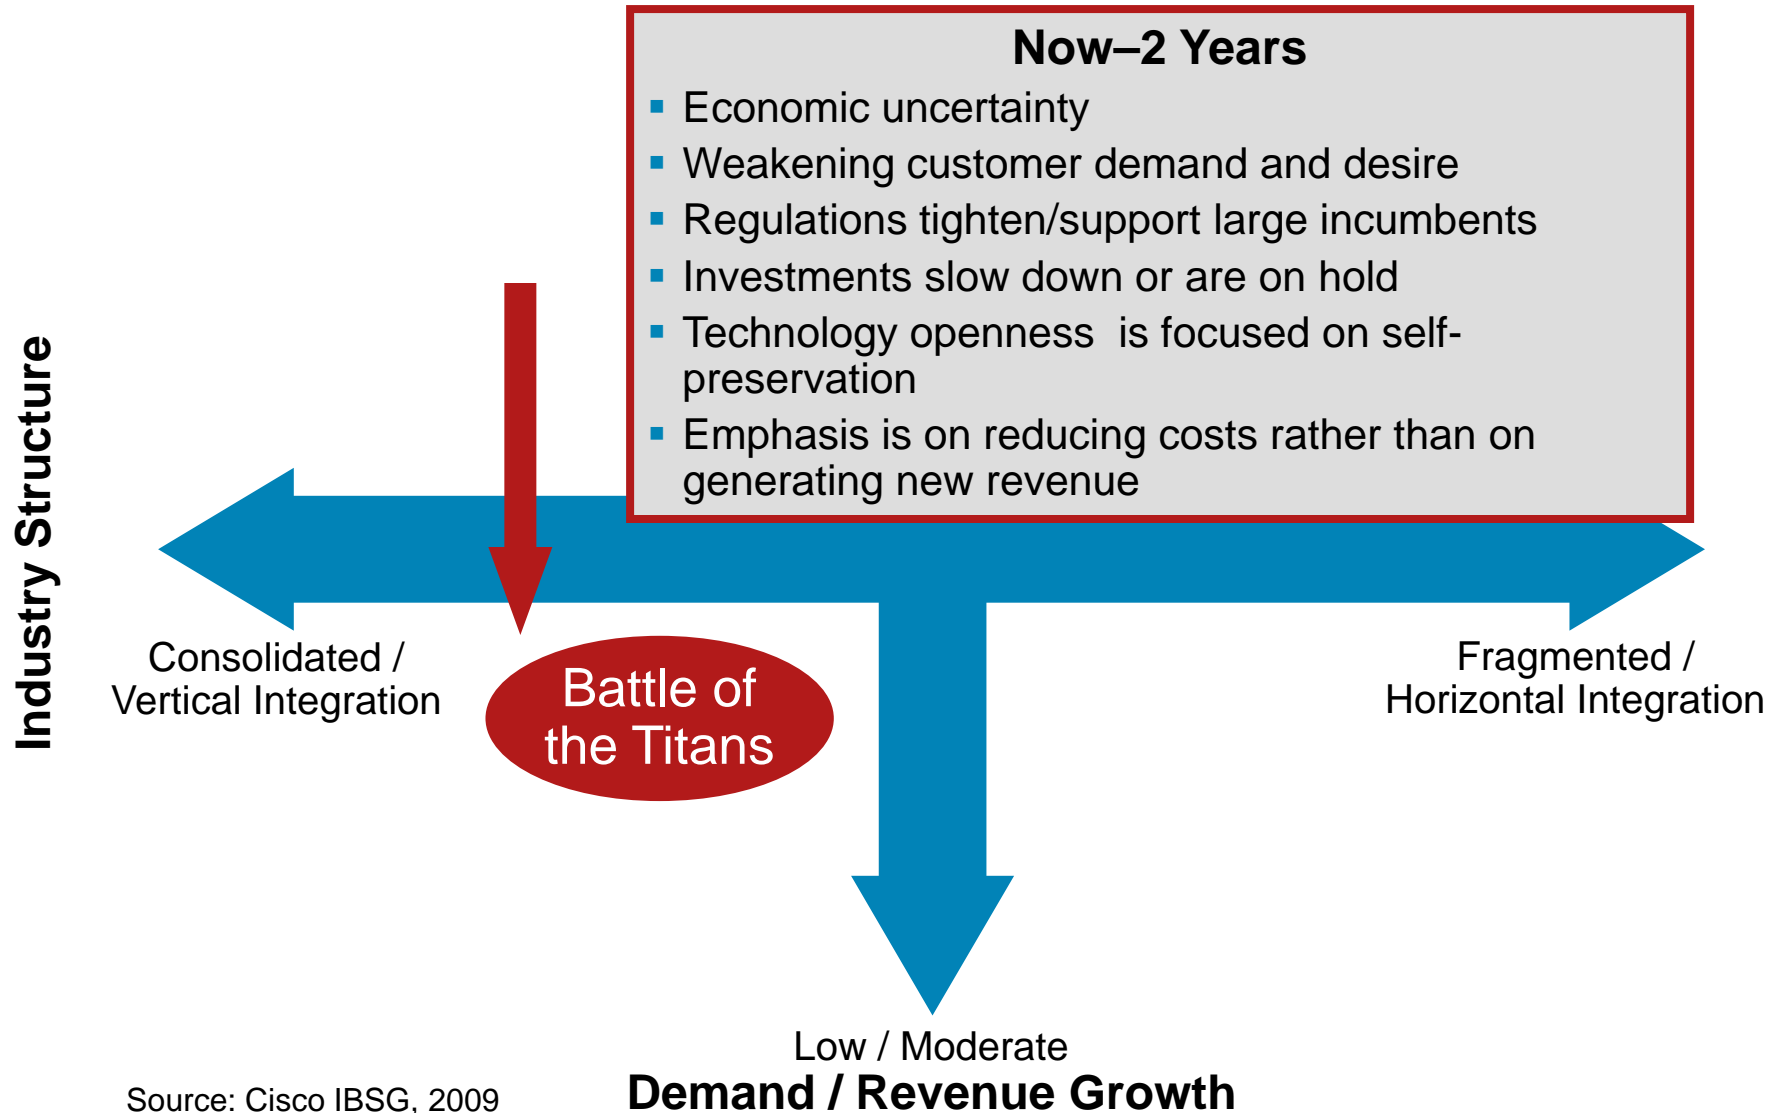 Now–2 Years
Economic uncertainty
Weakening customer demand and desire
Regulations tighten/support large incumbents
Investments slow down or are on hold
Technology openness  is focused on self-
preservation
Emphasis is on reducing costs rather than on
generating new revenue
Industry Structure
Consolidated /
Vertical Integration
Battle of
the Titans
Fragmented /
Horizontal Integration
Low / Moderate
Demand / Revenue Growth
Source: Cisco IBSG, 2009